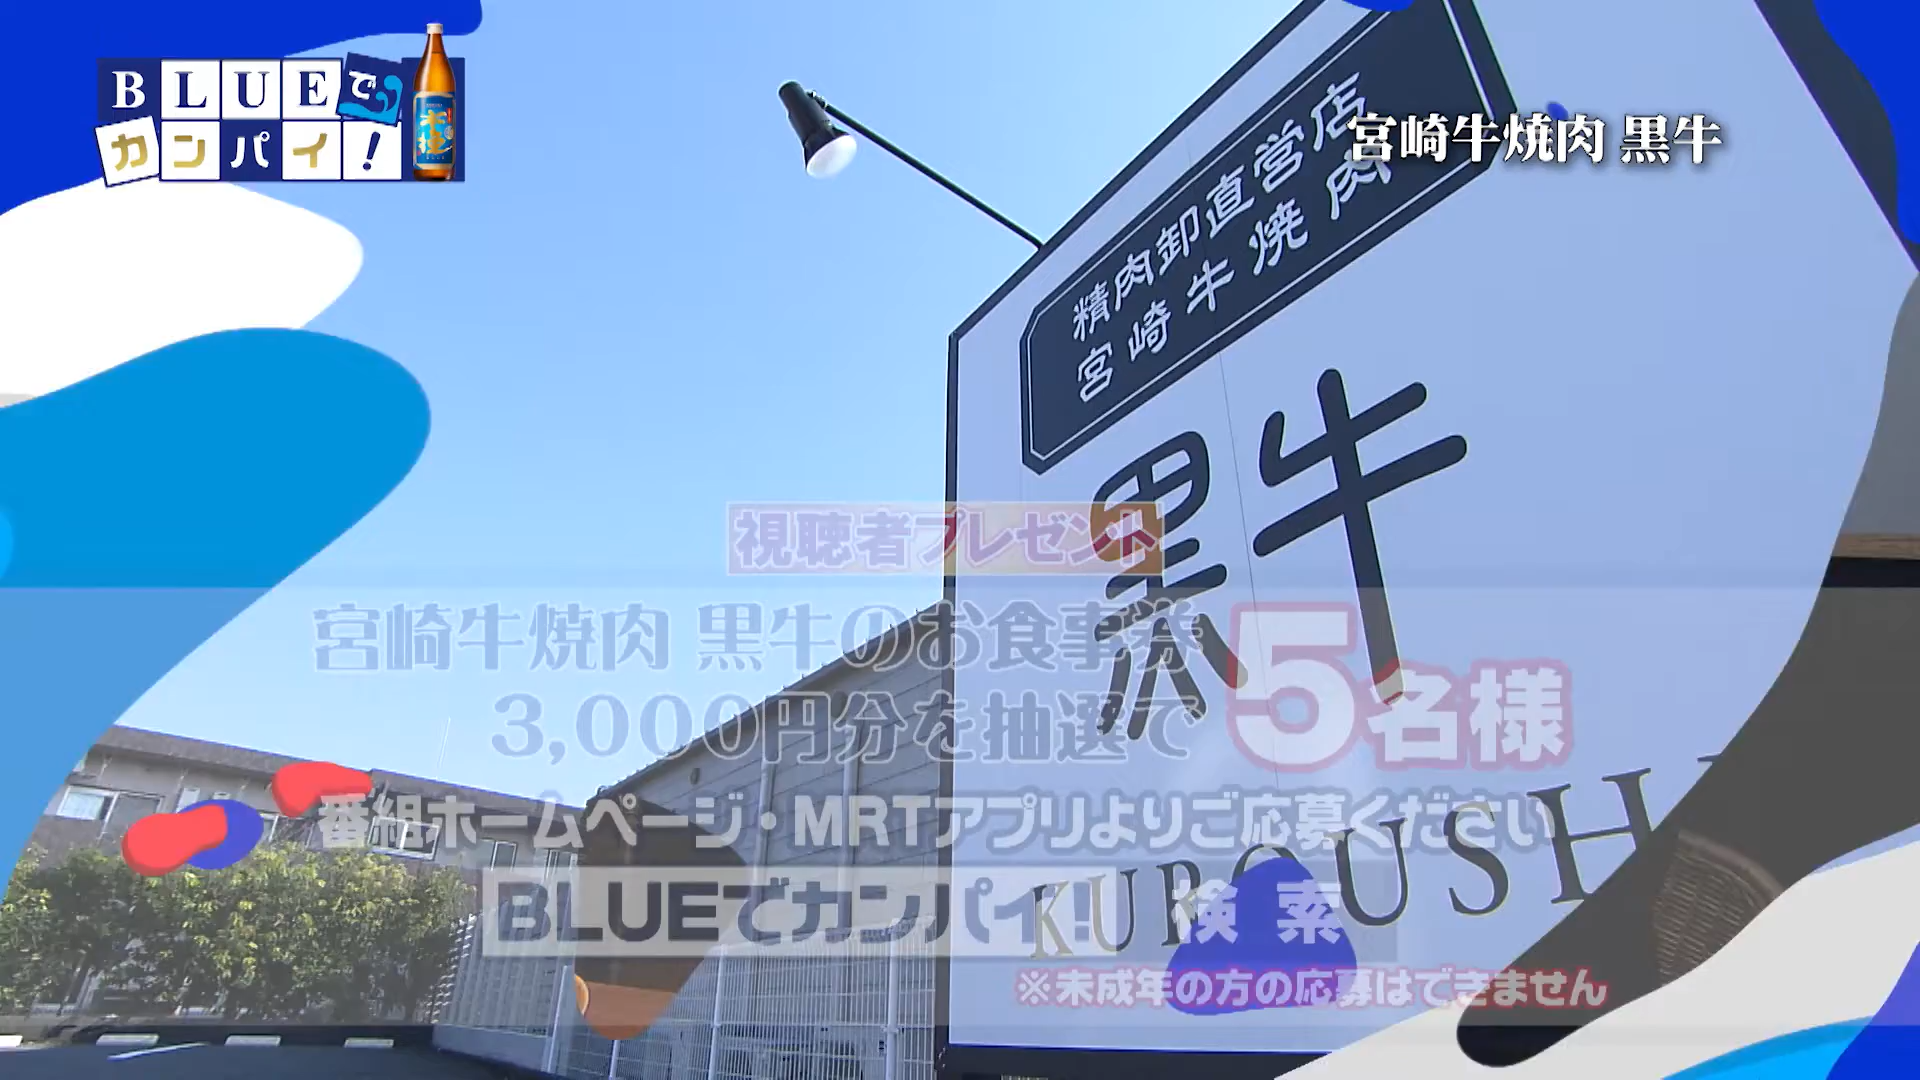 BLUEで
カンパイ!
木挽
宮崎牛焼肉 黒牛
精肉卸直営店
宮崎牛焼肉
黒牛
KUROUSH
視聴者プレゼント
宮崎牛焼肉 黒牛のお食事券
3,000円分を抽選で
5名様
番組ホームページ・MRTアプリよりご応募ください
BLUEでカンパイ! 検索
※未成年の方の応募はできません